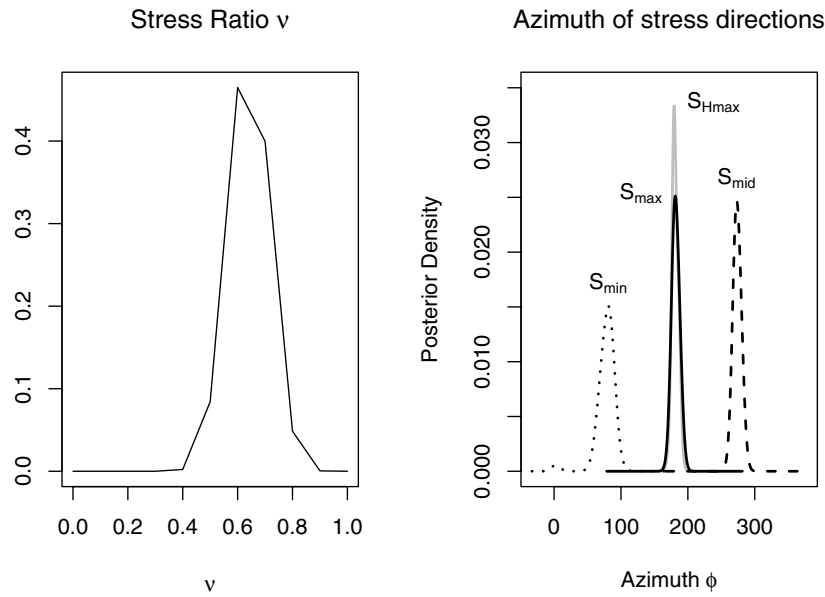 Stress Ratio ν
0.0 0.1 0.2 0.3 0.4
0.0 0.2 0.4 0.6 0.8 1.0
ν
Azimuth of stress directions
Posterior Density
0.000 0.010 0.020 0.030
S_Hmax
S_max
S_mid
S_min
0 100 200 300
Azimuth ϕ